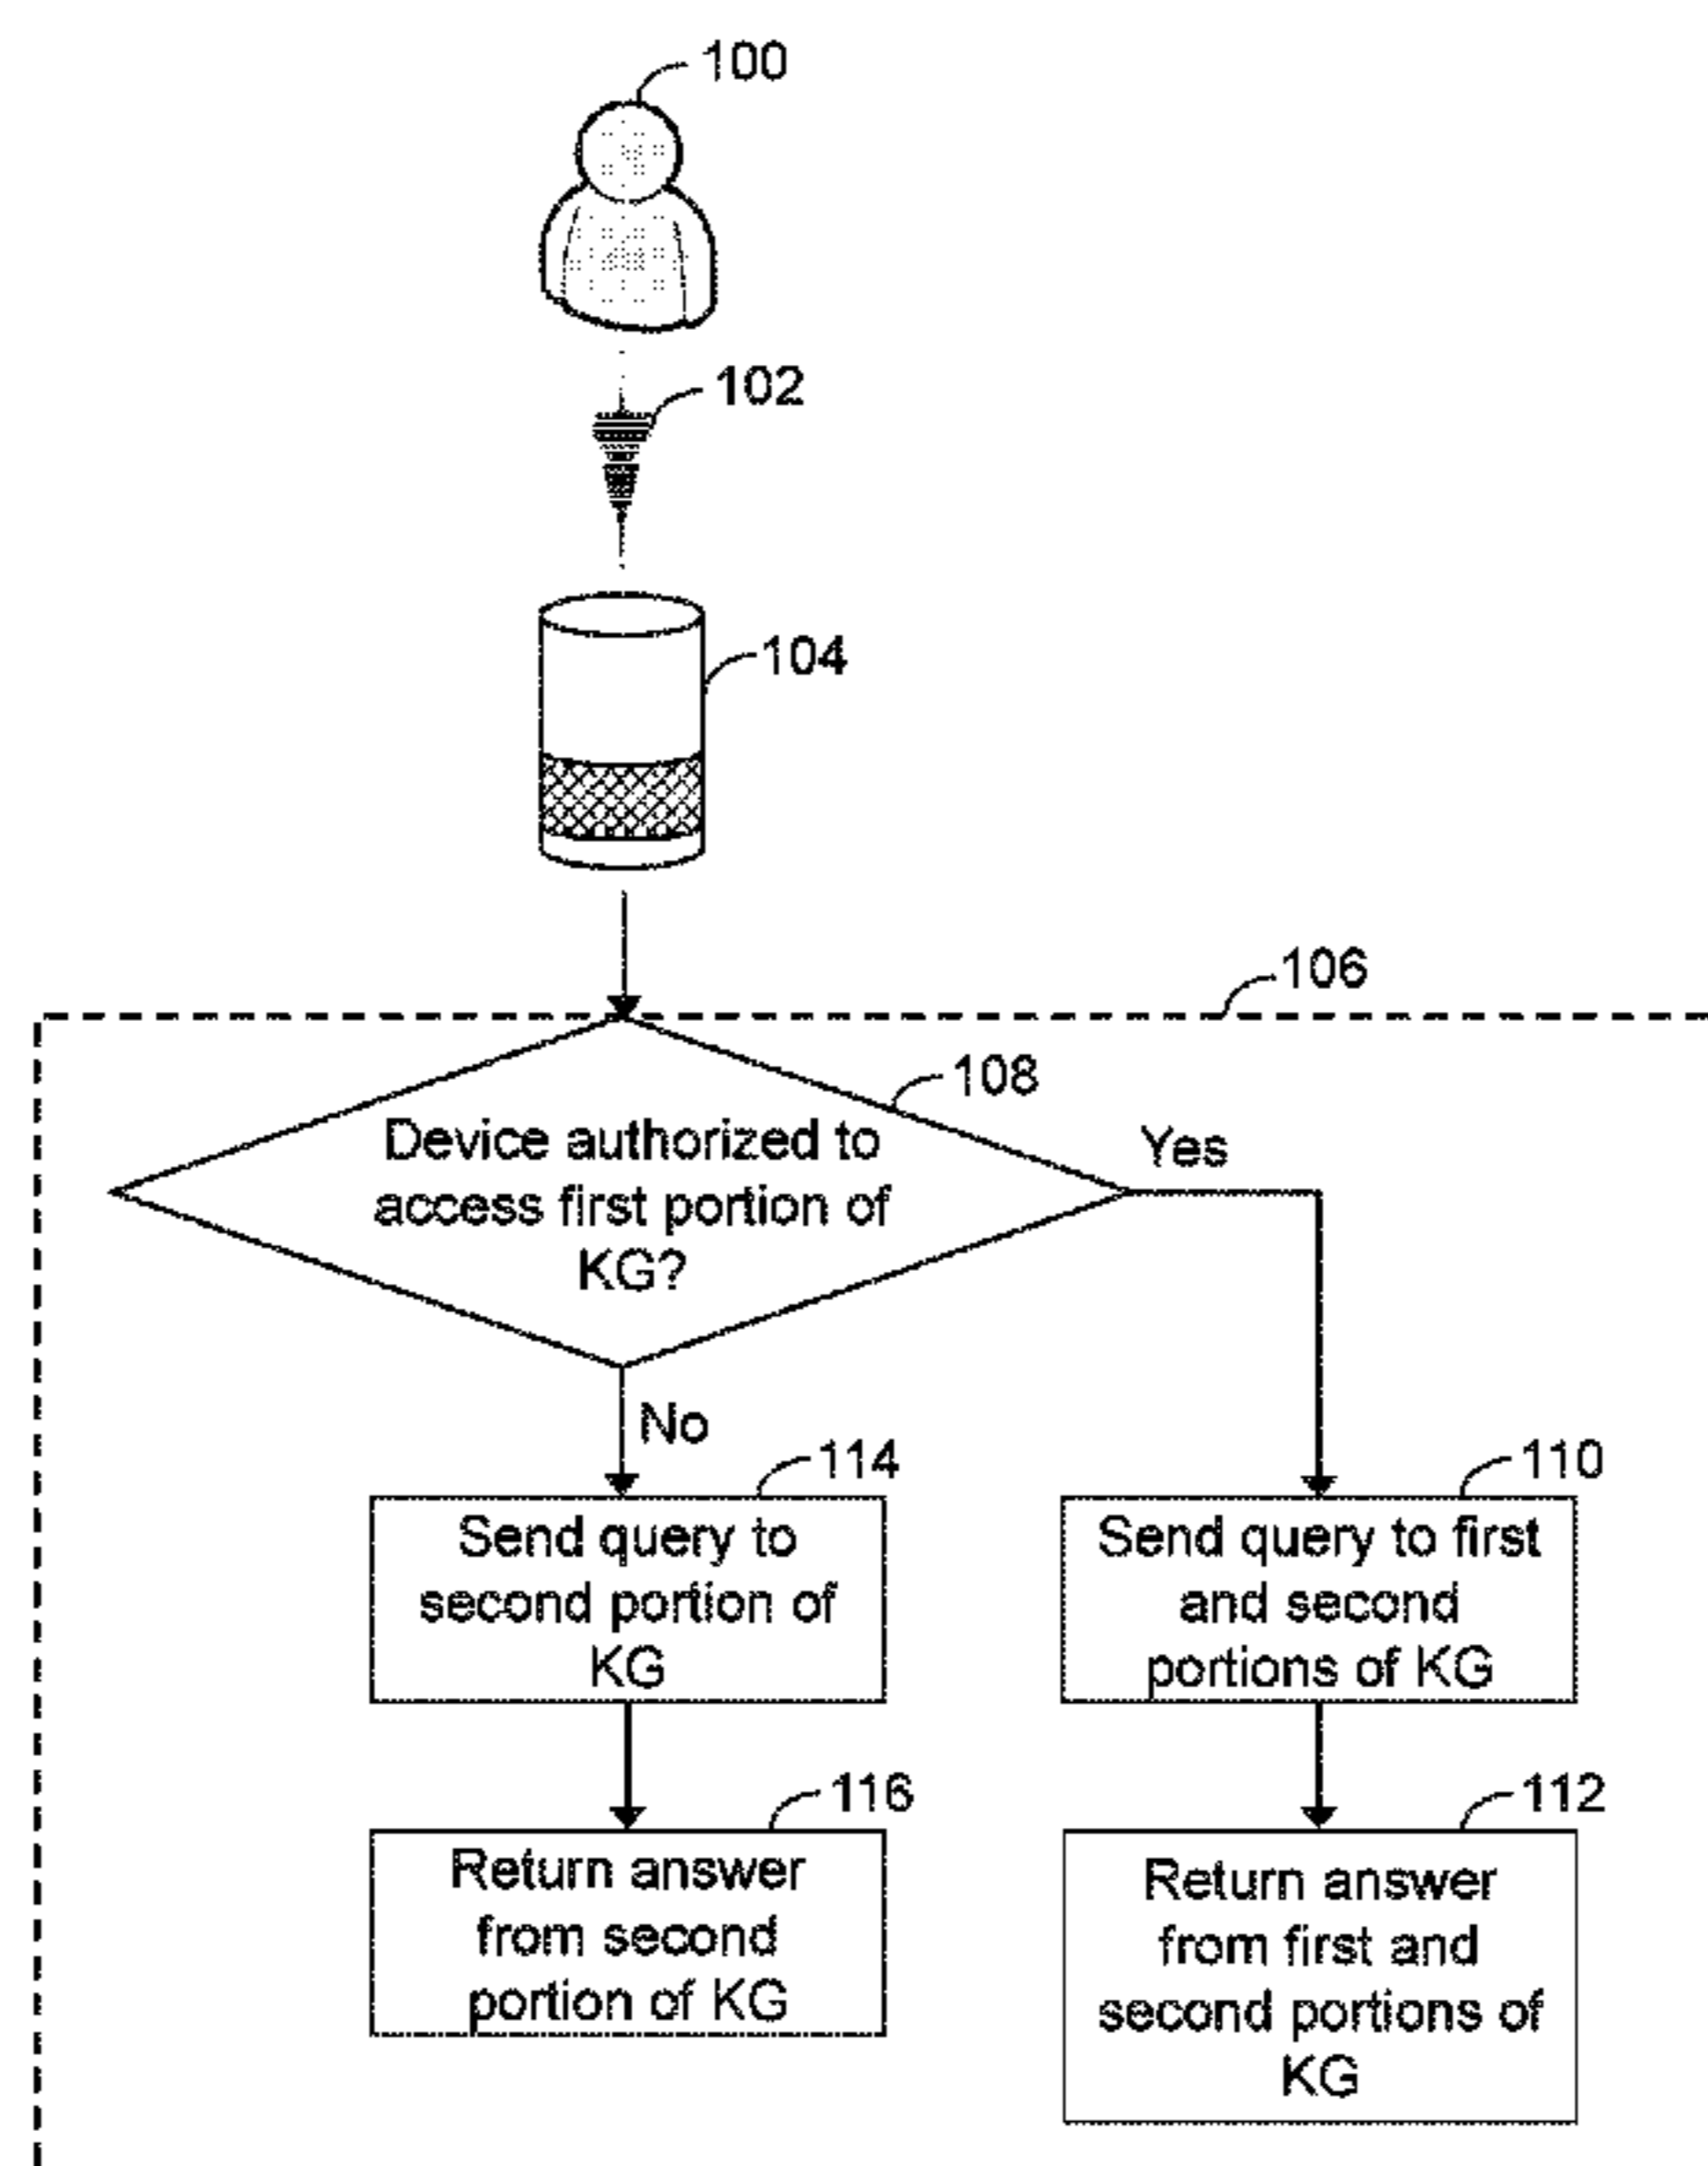 100
102
104
106
108
Device authorized to
access first portion of
KG?
Yes
No
114
Send query to
second portion of
KG
110
Send query to first
and second
portions of KG
116
Return answer
from second
portion of KG
112
Return answer
from first and
second portions of
KG